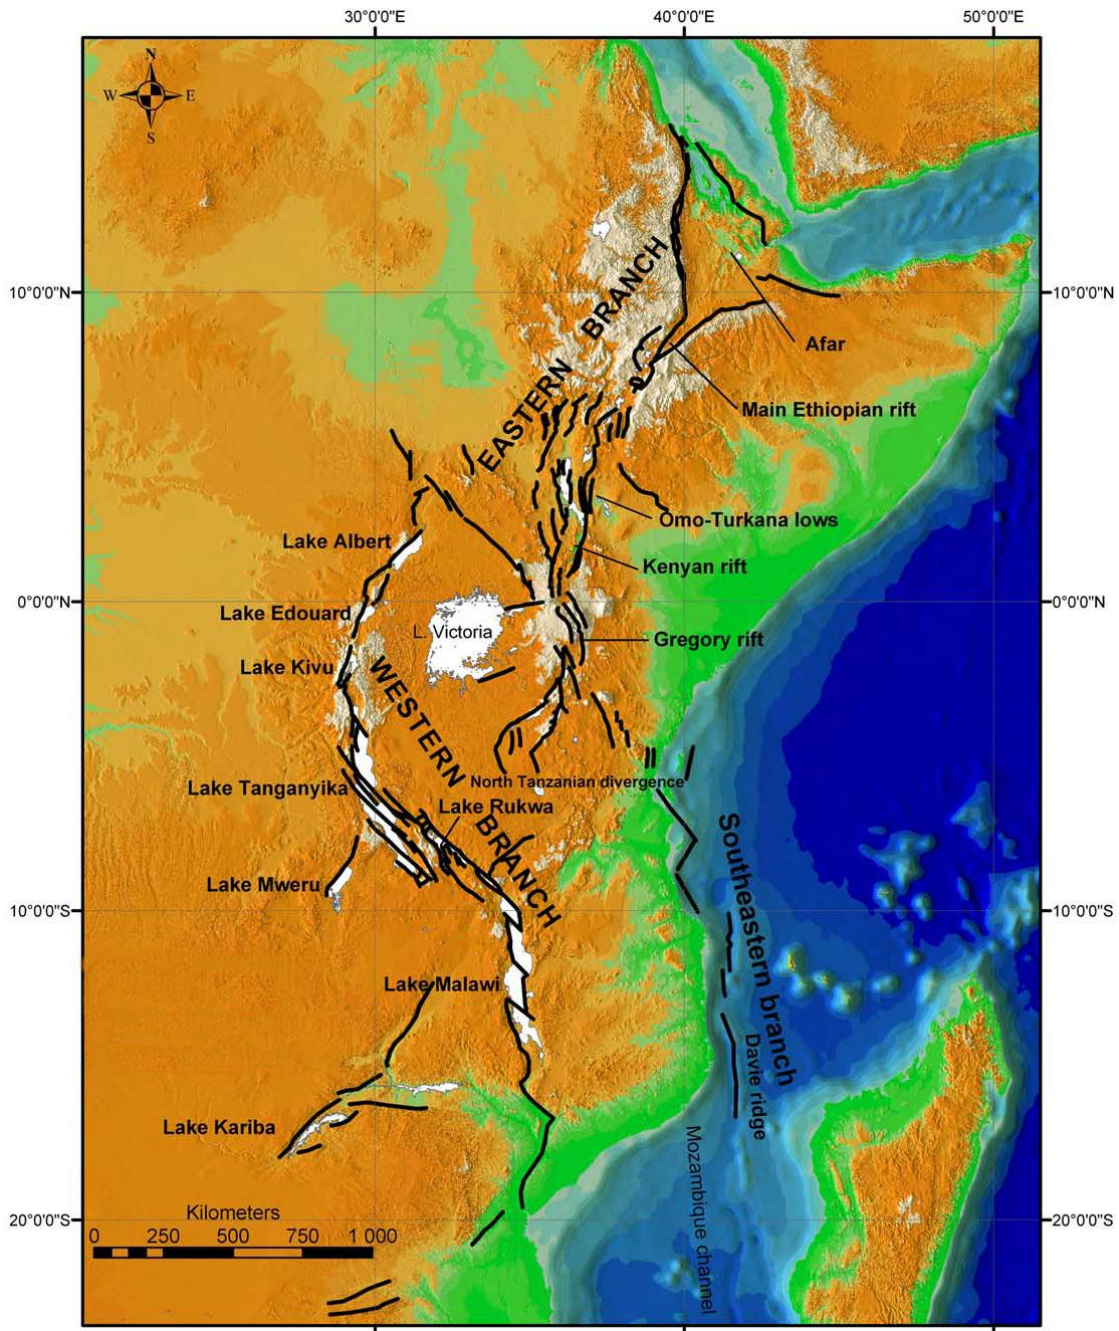 30°0'0"E
40°0'0"E
50°0'0"E
N
W
E
S
EASTERN BRANCH
10°0'0"N
10°0'0"N
Afar
Main Ethiopian rift
Omo-Turkana lows
Lake Albert
Kenyan rift
0°0'0"N
0°0'0"N
Lake Edouard
L. Victoria
Gregory rift
Lake Kivu
WESTERN BRANCH
North Tanzanian divergence
Lake Tanganyika
Lake Rukwa
Lake Mweru
10°0'0"S
10°0'0"S
Southeastern branch
Lake Malawi
Davie ridge
Lake Kariba
Mozambique channel
20°0'0"S
20°0'0"S
Kilometers
0 250 500 750 1 000